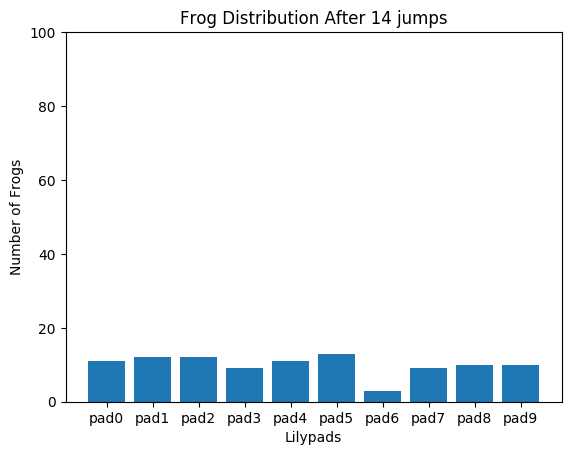 Frog Distribution After 14 jumps
100
80
60
40
20
0
Number of Frogs
pad0 pad1 pad2 pad3 pad4 pad5 pad6 pad7 pad8 pad9
Lilypads